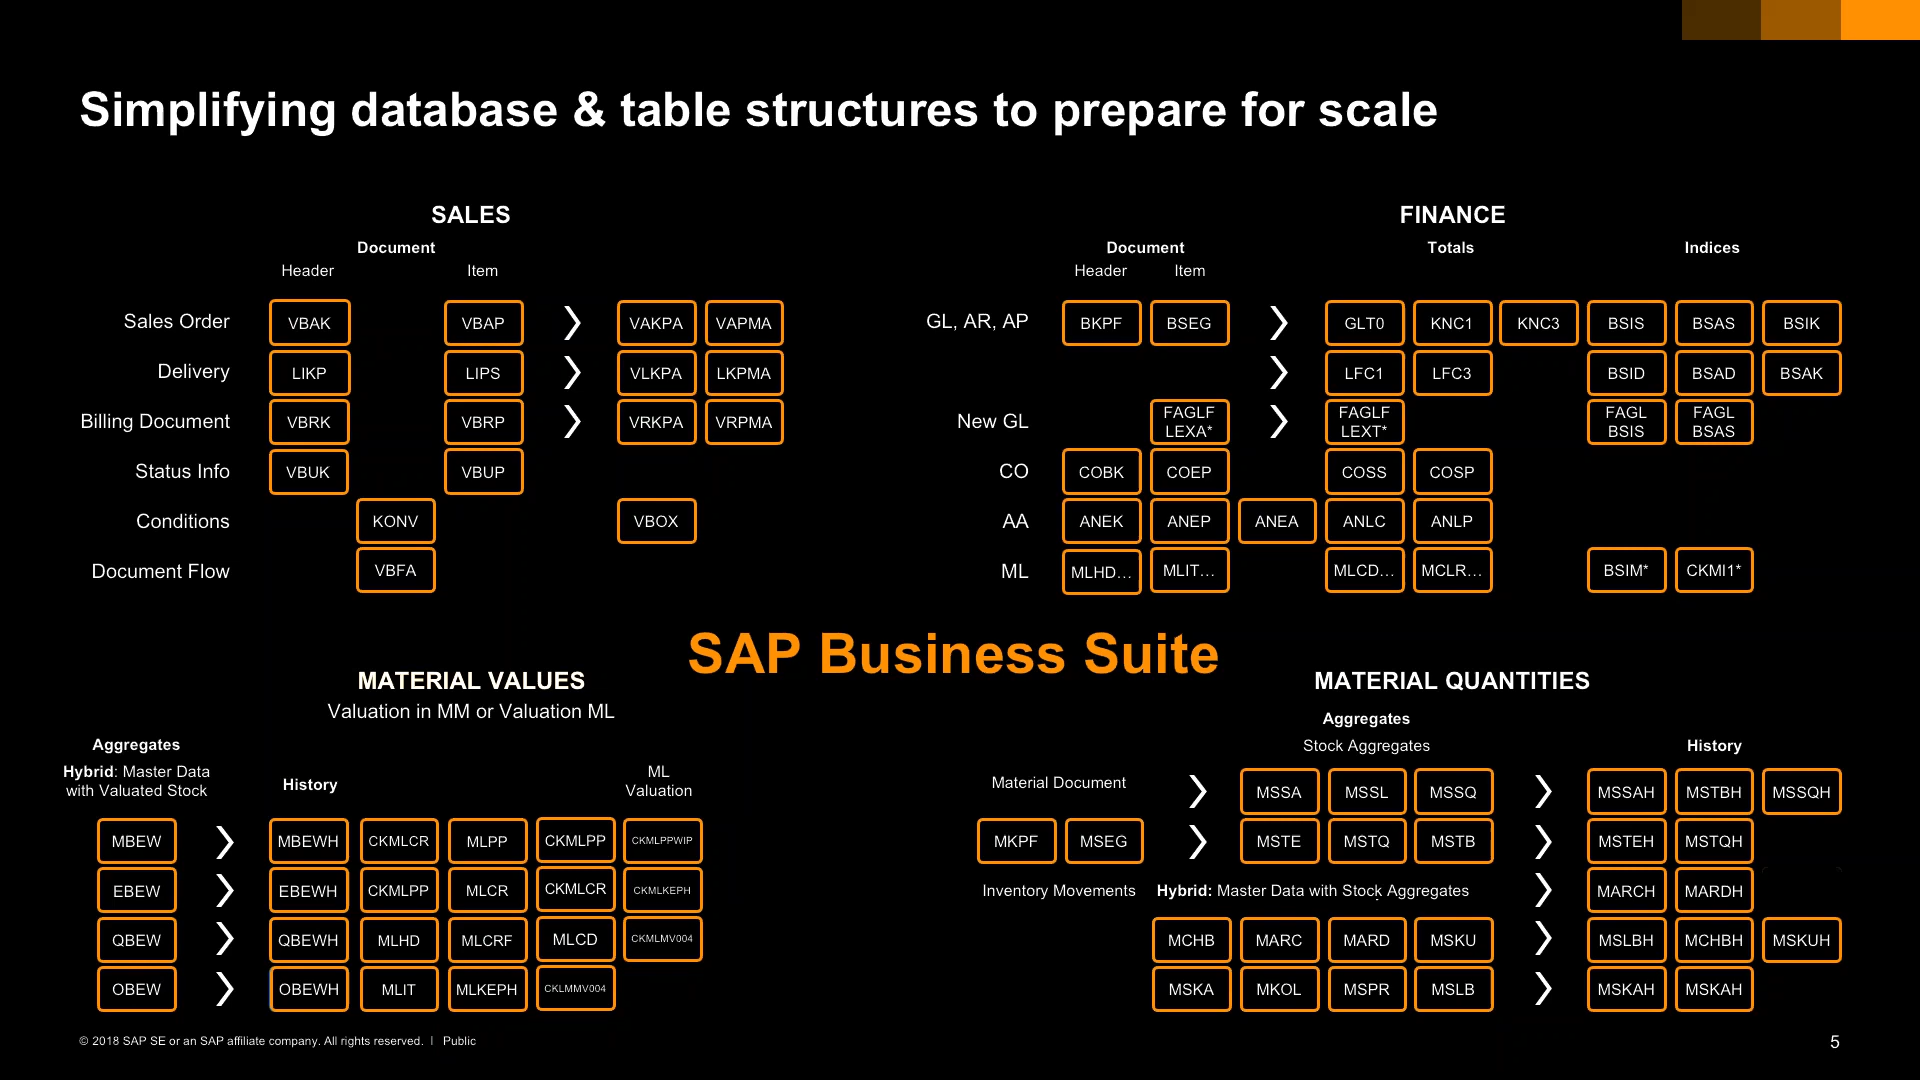 Simplifying database & table structures to prepare for scale
SALES
Document
Header Item
Sales Order VBAK VBAP VAKPA VAPMA
Delivery LIKP LIPS VLKPA LKPMA
Billing Document VBRK VBRP VRKPA VRPMA
Status Info VBUK VBUP
Conditions KONV VBOX
Document Flow VBFA
FINANCE
Document Totals Indices
Header Item
GL, AR, AP BKPF BSEG GLT0 KNC1 KNC3 BSIS BSAS BSIK
LFC1 LFC3 BSID BSAD BSAK
New GL FAGLF LEXA* FAGLF LEXT* FAGL BSIS FAGL BSAS
CO COBK COEP COSS COSP
AA ANEK ANEP ANEA ANLC ANLP
ML MLHD... MLIT... MLCD... MCLR... BSIM* CKMI1*
SAP Business Suite
MATERIAL VALUES
Valuation in MM or Valuation ML
Aggregates
Hybrid: Master Data
with Valuated Stock
History
ML
Valuation
MBEW MBEWH CKMLCR MLPP CKMLPP CKMLPPWIP
EBEW EBEWH CKMLPP MLCR CKMLCR CKMLKEPH
QBEW QBEWH MLHD MLCRF MLCD CKMLMV004
OBEW OBEWH MLIT MLKEPH CKLMMV004
MATERIAL QUANTITIES
Aggregates
Stock Aggregates History
Material Document MSSA MSSL MSSQ MSSAH MSTBH MSSQH
MKPF MSEG MSTE MSTQ MSTB MSTEH MSTQH
Inventory Movements Hybrid: Master Data with Stock Aggregates MARCH MARDH
MCHB MARC MARD MSKU MSLBH MCHBH MSKUH
MSKA MKOL MSPR MSLB MSKAH MSKAH
© 2018 SAP SE or an SAP affiliate company. All rights reserved. | Public
5